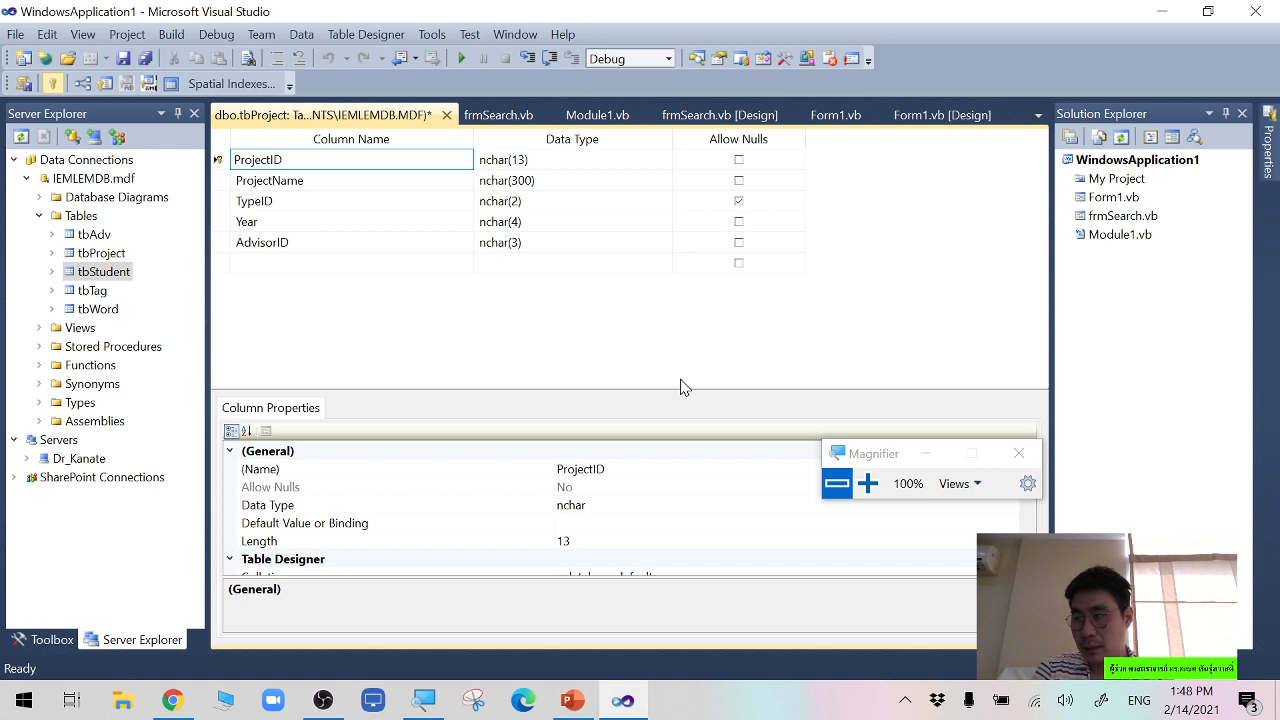 WindowsApplication1 - Microsoft Visual Studio
File Edit View Project Build Debug Team Data Table Designer Tools Test Window Help
Debug
Spatial Indexes...
Server Explorer
Data Connections
IEMLEMDB.mdf
Database Diagrams
Tables
tbAdv
tbProject
tbStudent
tbTag
tbWord
Views
Stored Procedures
Functions
Synonyms
Types
Assemblies
Servers
Dr_Kanate
SharePoint Connections
Toolbox Server Explorer
dbo.tbProject: Ta...NTS\IEMLEMDB.MDF)* frmSearch.vb Module1.vb frmSearch.vb [Design] Form1.vb Form1.vb [Design]
Column Name Data Type Allow Nulls
ProjectID nchar(13)
ProjectName nchar(300)
TypeID nchar(2)
Year nchar(4)
AdvisorID nchar(3)
Column Properties
(General)
(Name) ProjectID
Allow Nulls No
Data Type nchar
Default Value or Binding
Length 13
Table Designer
(General)
Magnifier
100% Views
Solution Explorer
WindowsApplication1
My Project
Form1.vb
frmSearch.vb
Module1.vb
Properties
Ready
ENG
1:48 PM
2/14/2021
3